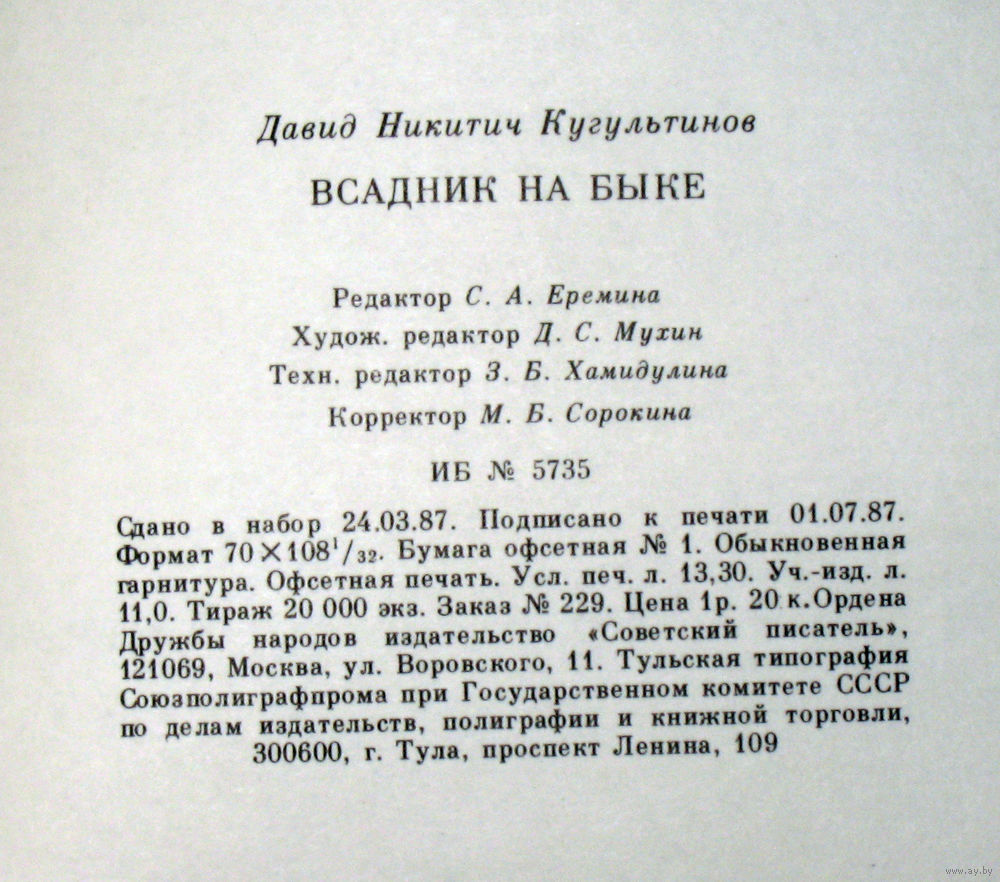 Давид Никитич Кугультинов
ВСАДНИК НА БЫКЕ
Редактор С. А. Еремина
Худож. редактор Д. С. Мухин
Техн. редактор З. Б. Хамидулина
Корректор М. Б. Сорокина
ИБ № 5735
Сдано в набор 24.03.87. Подписано к печати 01.07.87.
Формат 70×108¹/₃₂. Бумага офсетная № 1. Обыкновенная
гарнитура. Офсетная печать. Усл. печ. л. 13,30. Уч.-изд. л.
11,0. Тираж 20 000 экз. Заказ № 229. Цена 1р. 20 к.Ордена
Дружбы народов издательство «Советский писатель»,
121069, Москва, ул. Воровского, 11. Тульская типография
Союзполиграфпрома при Государственном комитете СССР
по делам издательств, полиграфии и книжной торговли,
300600, г. Тула, проспект Ленина, 109
www.ay.by